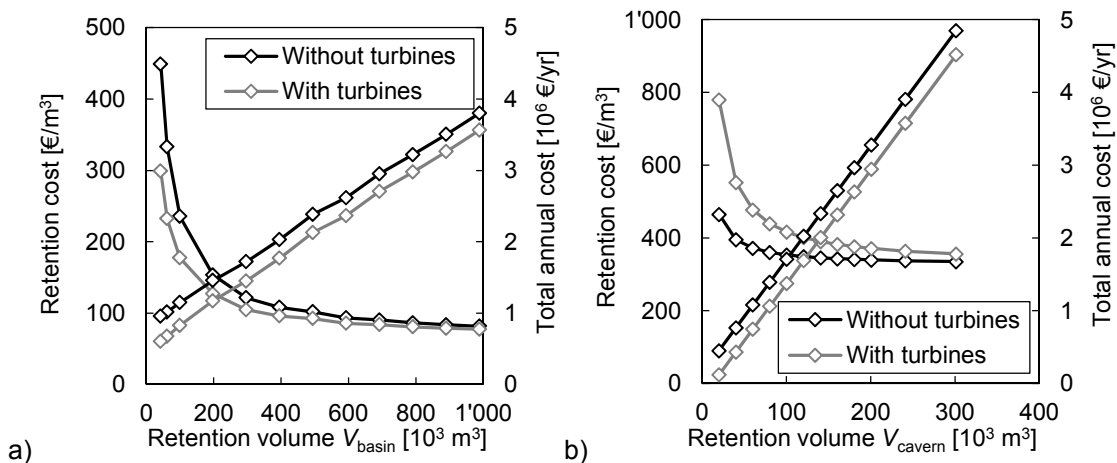 500
400
300
200
100
0
Retention cost [€/m³]
Without turbines
With turbines
5
4
3
2
1
0
Total annual cost [10⁶ €/yr]
0 200 400 600 800 1'000
Retention volume V_basin [10³ m³]
a)
1'000
800
600
400
200
0
Retention cost [€/m³]
Without turbines
With turbines
5
4
3
2
1
0
Total annual cost [10⁶ €/yr]
0 100 200 300 400
Retention volume V_cavern [10³ m³]
b)